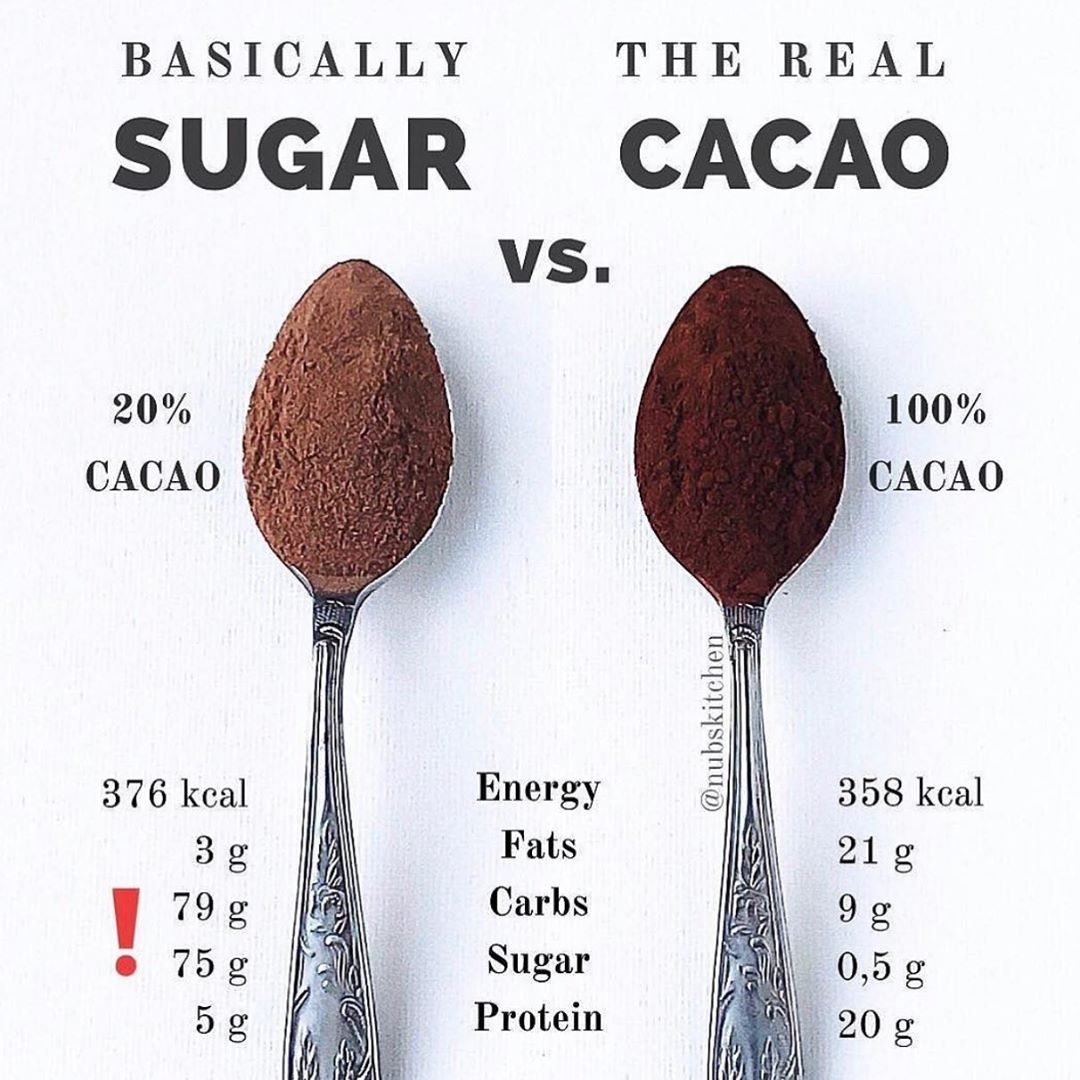 BASICALLY
SUGAR
THE REAL
CACAO
vs.
20%
CACAO
100%
CACAO
@nubskitchen
376 kcal Energy 358 kcal
3 g Fats 21 g
! 79 g Carbs 9 g
75 g Sugar 0,5 g
5 g Protein 20 g